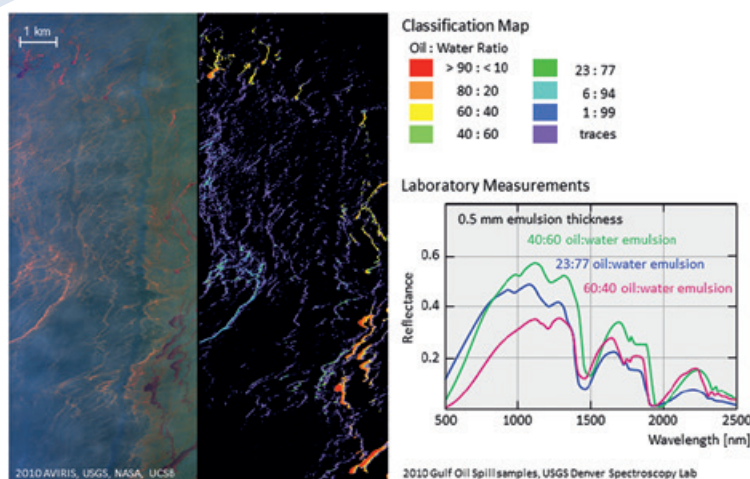 1 km
2010 AVIRIS, USGS, NASA, UCSB
Classification Map
Oil : Water Ratio
> 90 : < 10
80 : 20
60 : 40
40 : 60
23 : 77
6 : 94
1 : 99
traces
Laboratory Measurements
0.5 mm emulsion thickness
40:60 oil:water emulsion
23:77 oil:water emulsion
60:40 oil:water emulsion
Reflectance
0.6
0.4
0.2
500 1000 1500 2000 2500
Wavelength [nm]
2010 Gulf Oil Spill samples, USGS Denver Spectroscopy Lab